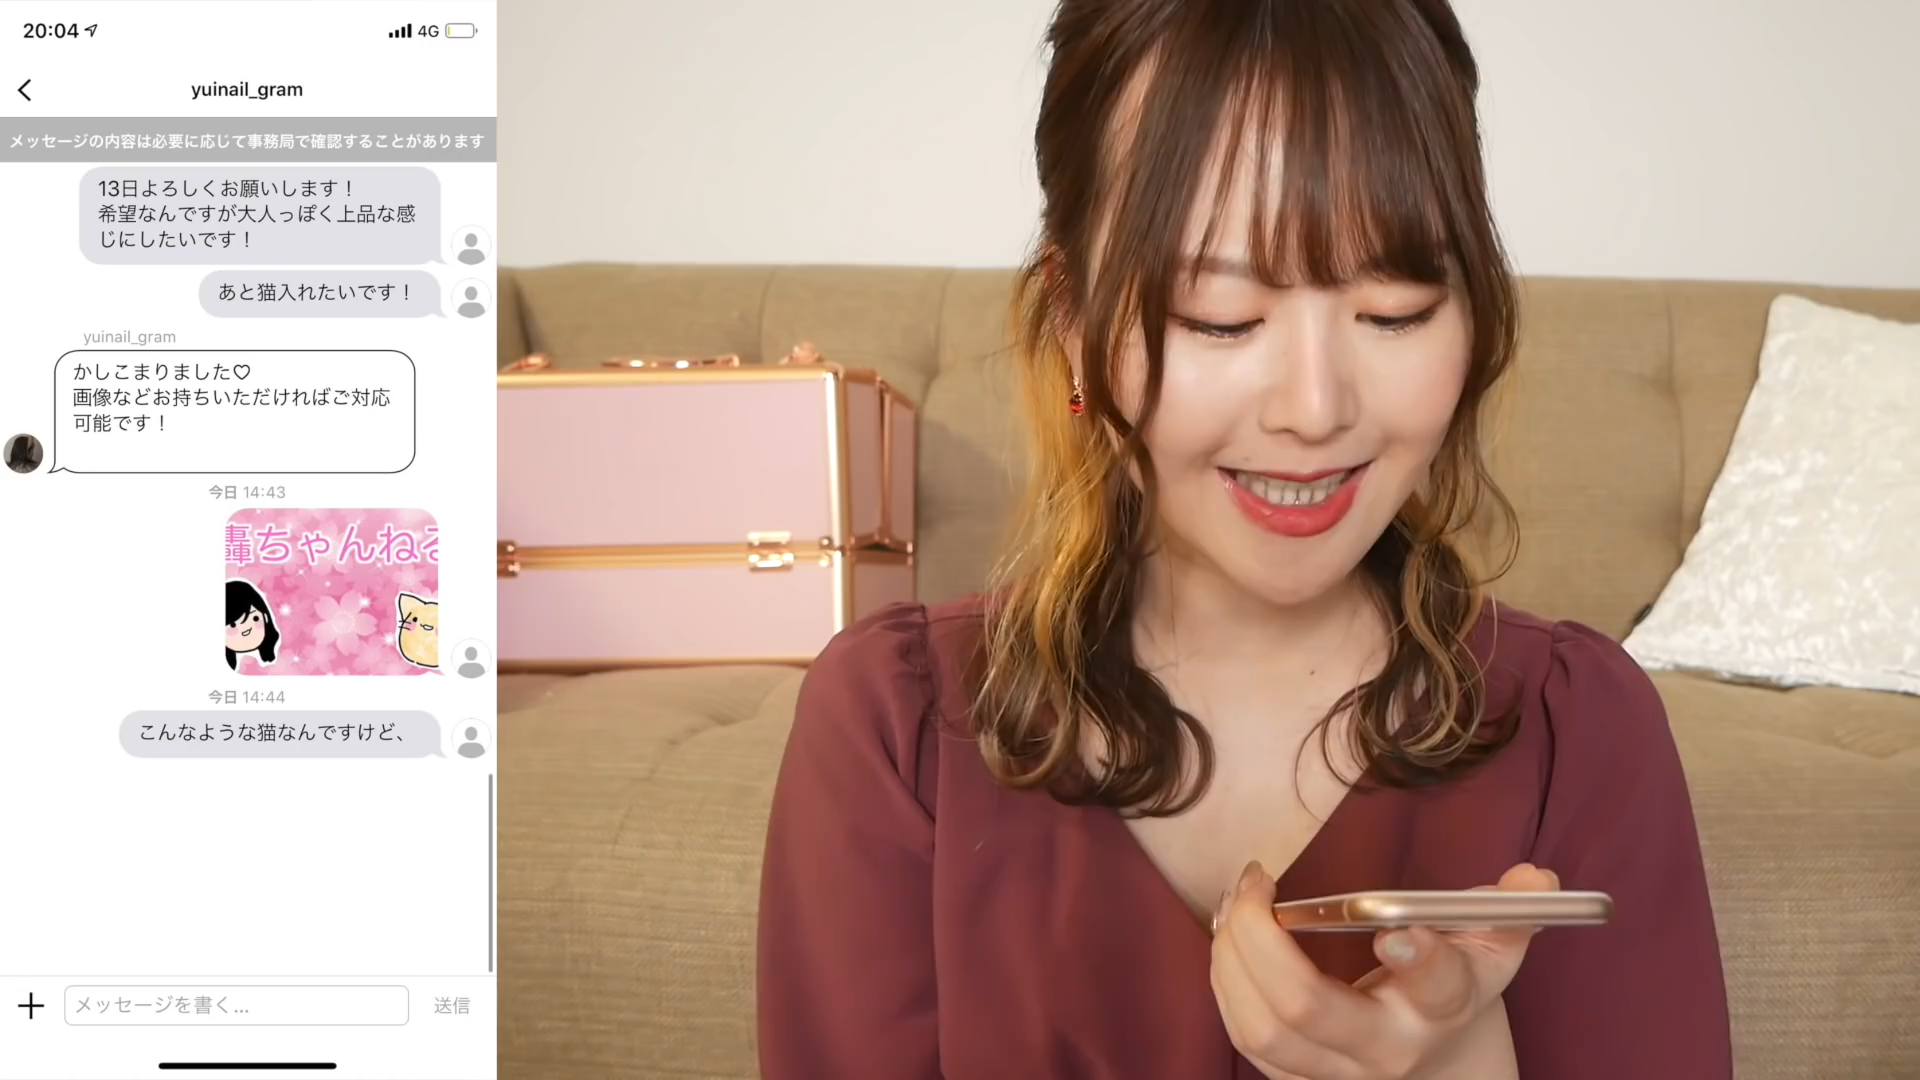 20:04
4G
yuinail_gram
メッセージの内容は必要に応じて事務局で確認することがあります
13日よろしくお願いします！
希望なんですが大人っぽく上品な感
じにしたいです！
あと猫入れたいです！
yuinail_gram
かしこまりました♡
画像などお持ちいただければご対応
可能です！
今日 14:43
轟ちゃんねる
今日 14:44
こんなような猫なんですけど、
メッセージを書く...
送信